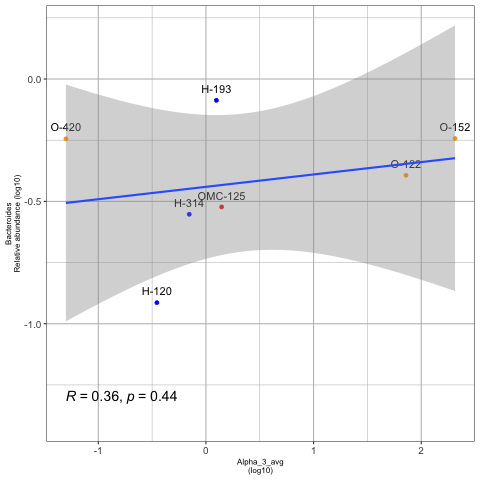 H-193
O-420
O-152
O-122
OMC-125
H-314
H-120
R = 0.36, p = 0.44
0.0
-0.5
-1.0
-1
0
1
2
Bacteroides
Relative abundance (log10)
Alpha_3_avg
(log10)